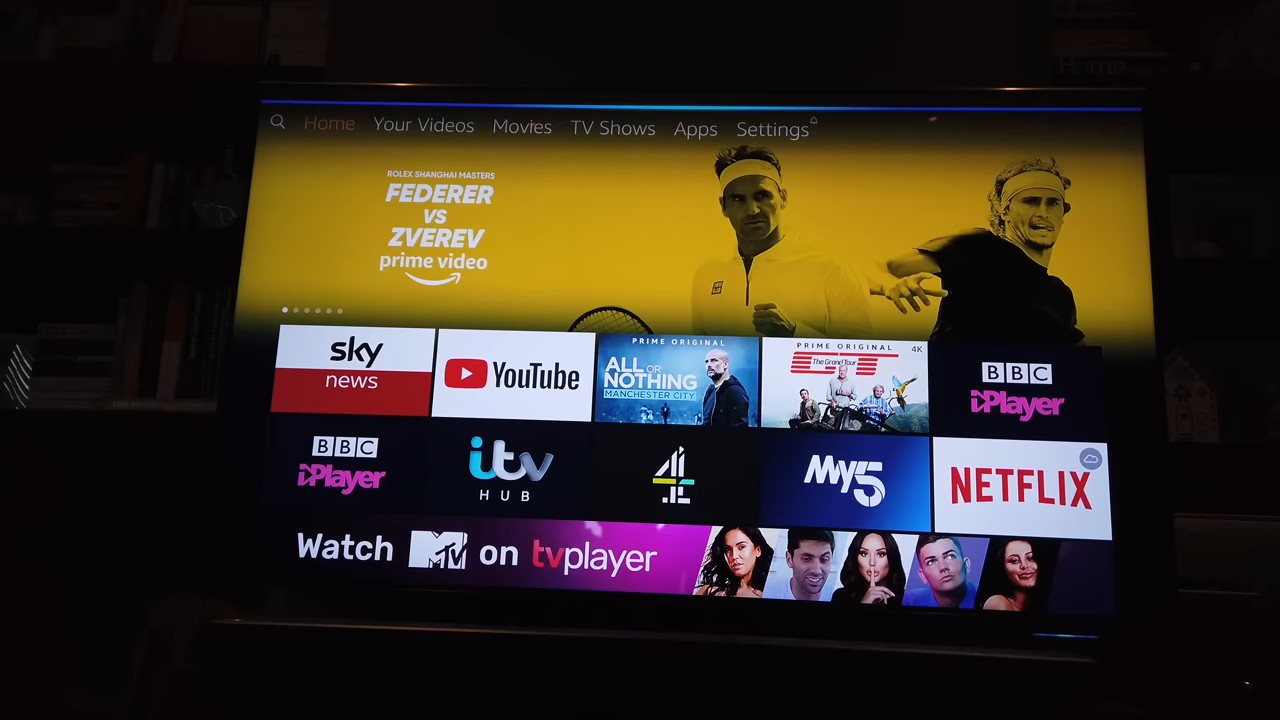 Home
Home Your Videos Movies TV Shows Apps Settings
ROLEX SHANGHAI MASTERS
FEDERER
VS
ZVEREV
prime video
sky
news
YouTube
PRIME ORIGINAL
ALL OR
NOTHING
MANCHESTER CITY
PRIME ORIGINAL 4K
GT
The Grand Tour
BBC
iPlayer
BBC
iPlayer
itv
HUB
4
My5
NETFLIX
Watch MTV on tvplayer